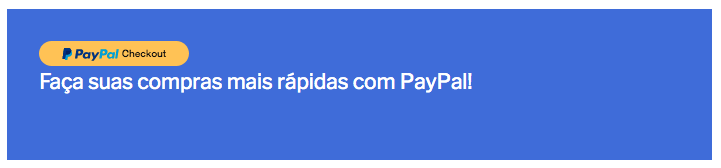 PayPal Checkout
Faça suas compras mais rápidas com PayPal!